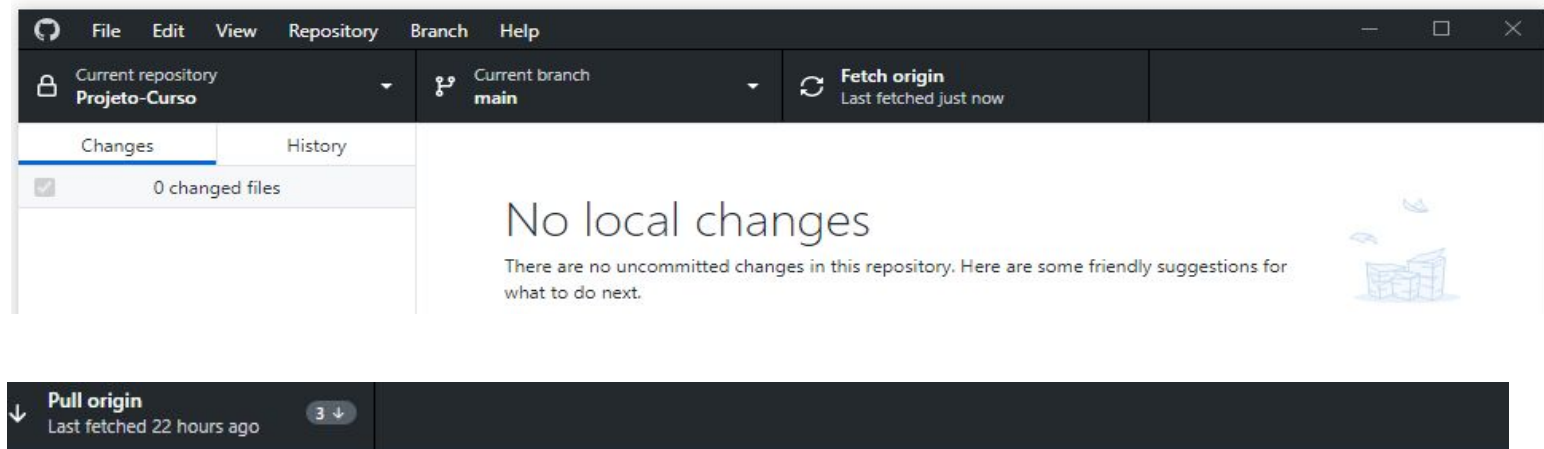 File Edit View Repository Branch Help
Current repository
Projeto-Curso
Current branch
main
Fetch origin
Last fetched just now
Changes History
0 changed files
No local changes
There are no uncommitted changes in this repository. Here are some friendly suggestions for
what to do next.
Pull origin
Last fetched 22 hours ago
3